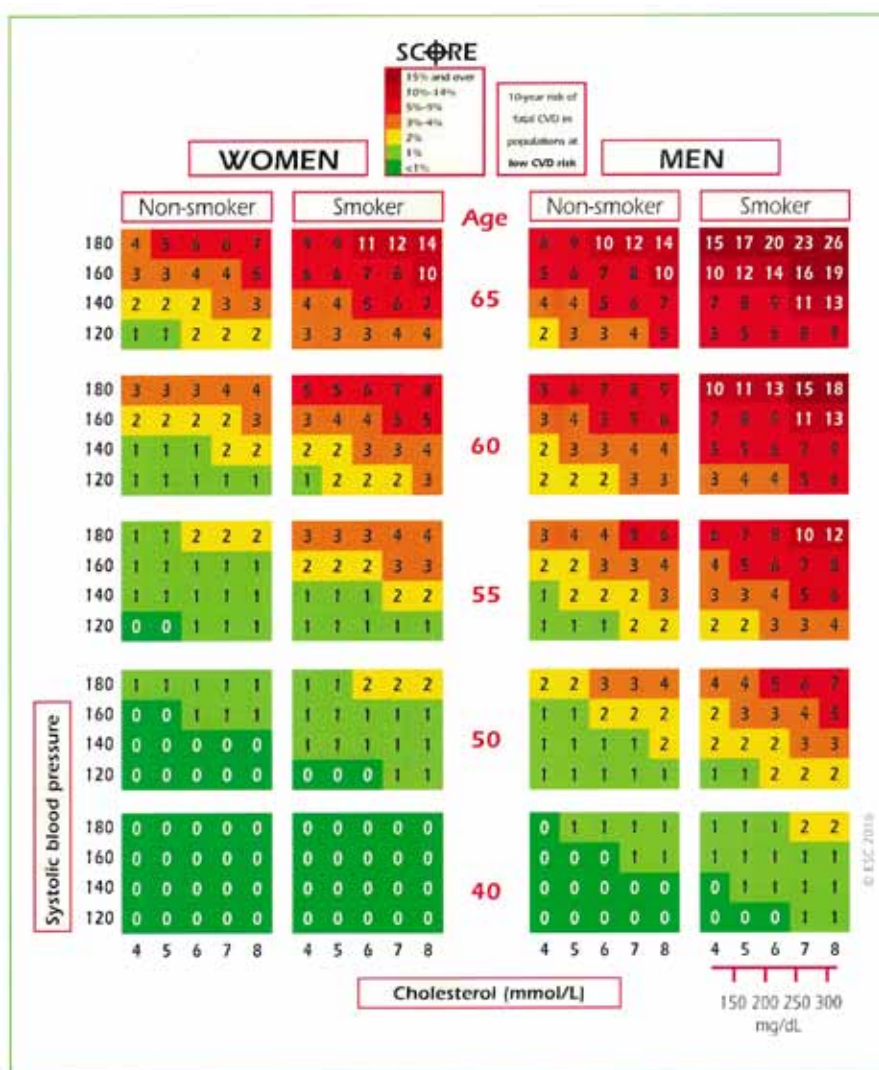 SCORE
15% and over
10%-14%
5%-9%
3%-4%
2%
1%
<1%
10-year risk of
fatal CVD in
populations at
low CVD risk
WOMEN MEN
Non-smoker Smoker Age Non-smoker Smoker
180 4 5 6 6 7 9 9 11 12 14 8 9 10 12 14 15 17 20 23 26
160 3 3 4 4 5 6 6 7 8 10 5 6 7 8 10 10 12 14 16 19
65
140 2 2 2 3 3 4 4 5 6 7 4 4 5 6 7 7 8 9 11 13
120 1 1 2 2 2 3 3 3 4 4 2 3 3 4 5 5 6 8 9
180 3 3 3 4 4 5 5 6 7 8 5 6 7 8 9 10 11 13 15 18
160 2 2 2 2 3 3 4 4 5 5 3 4 5 6 7 8 9 11 13
60
140 1 1 1 2 2 2 2 3 3 4 2 3 3 4 4 5 5 6 7 9
120 1 1 1 1 1 1 2 2 2 3 2 2 2 3 3 3 4 4 5 6
180 1 1 2 2 2 3 3 3 4 4 3 4 4 5 6 6 7 8 10 12
160 1 1 1 1 1 2 2 2 3 3 2 2 3 3 4 4 5 6 7 8
55
140 1 1 1 1 1 1 1 1 2 2 1 2 2 2 3 3 3 4 5 6
120 0 0 1 1 1 1 1 1 1 1 1 1 1 2 2 2 2 3 3 4
180 1 1 1 1 1 1 1 2 2 2 2 2 3 3 4 4 4 5 6 7
160 0 0 1 1 1 1 1 1 1 1 1 1 2 2 2 2 3 3 4 5
50
140 0 0 0 0 0 1 1 1 1 1 1 1 1 1 2 2 2 2 3 3
120 0 0 0 0 0 0 0 0 1 1 1 1 1 1 1 1 1 2 2 2
180 0 0 0 0 0 0 0 0 0 0 0 1 1 1 1 1 1 1 2 2
160 0 0 0 0 0 0 0 0 0 0 0 0 0 1 1 1 1 1 1 1
40
140 0 0 0 0 0 0 0 0 0 0 0 0 0 0 0 0 1 1 1 1
120 0 0 0 0 0 0 0 0 0 0 0 0 0 0 0 0 0 0 1 1
4 5 6 7 8 4 5 6 7 8 4 5 6 7 8 4 5 6 7 8
Systolic blood pressure
Cholesterol (mmol/L)
150 200 250 300
mg/dL
© ESC 2016